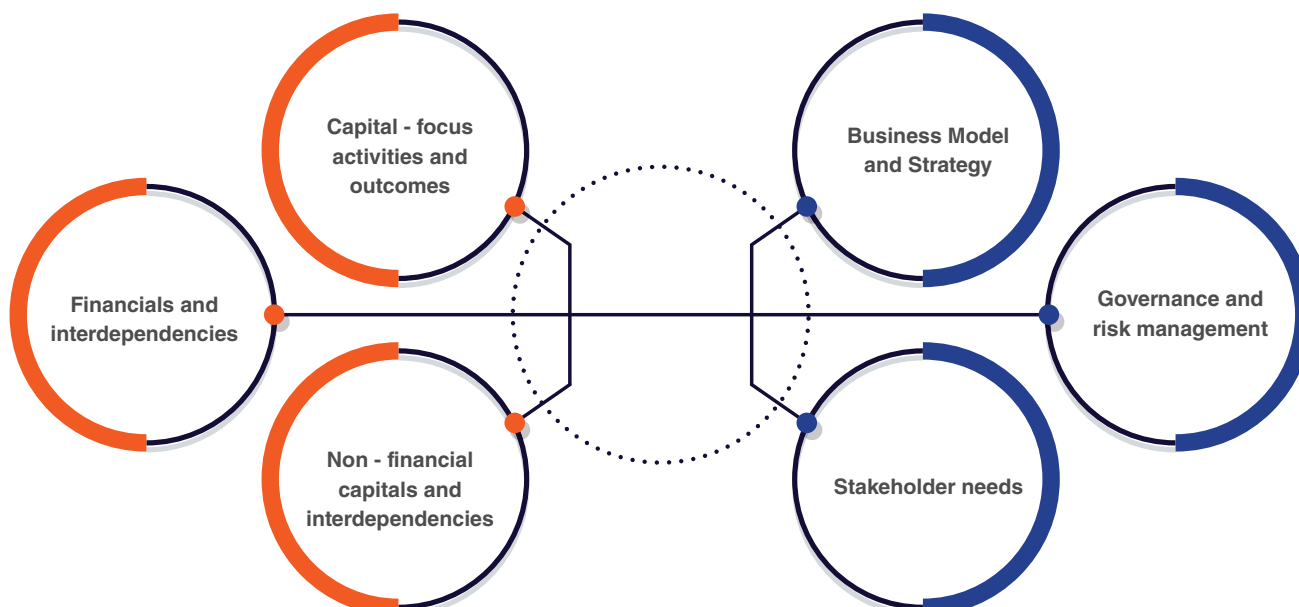 Capital - focus
activities and
outcomes
Business Model
and Strategy
Financials and
interdependencies
Governance and
risk management
Non - financial
capitals and
interdependencies
Stakeholder needs